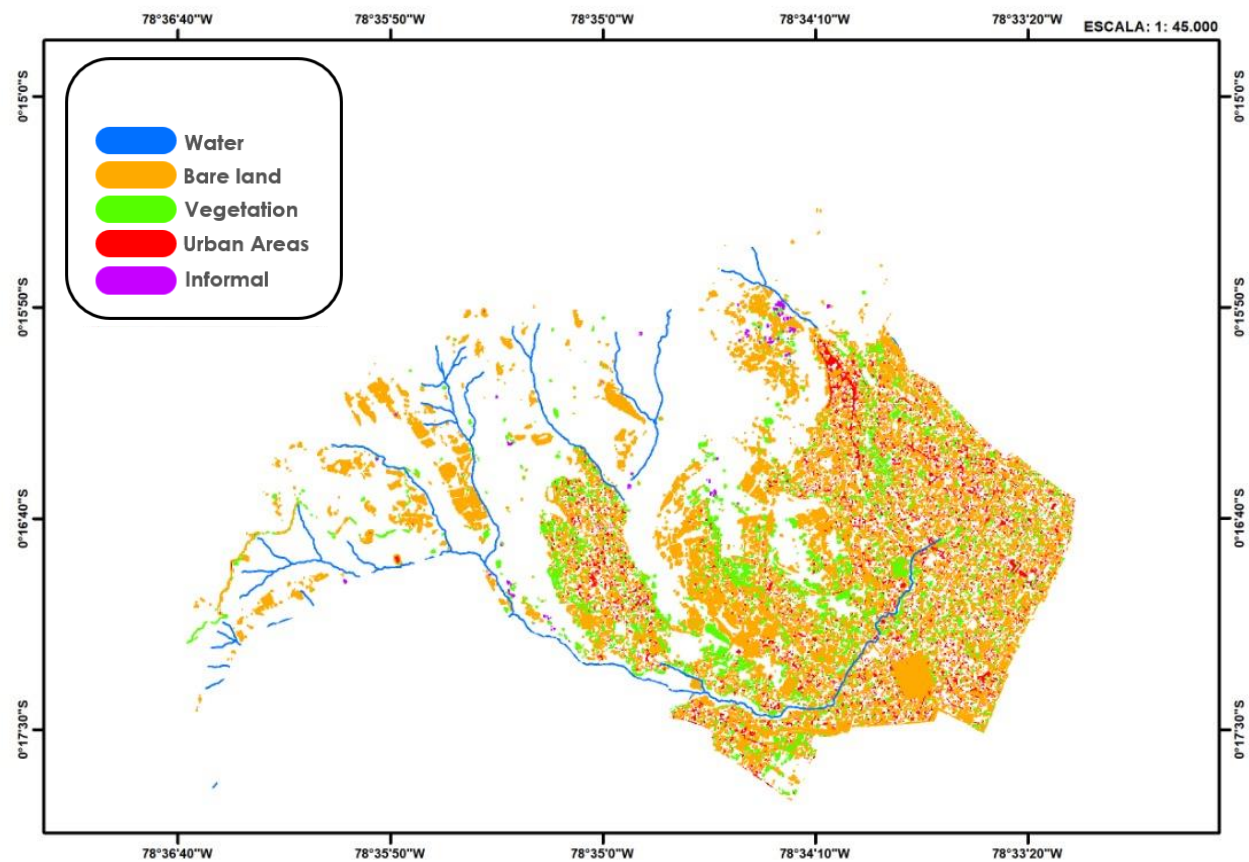 78°36'40"W
78°35'50"W
78°35'0"W
78°34'10"W
78°33'20"W
ESCALA: 1: 45.000
0°15'0"S
0°15'50"S
0°16'40"S
0°17'30"S
0°15'0"S
0°15'50"S
0°16'40"S
0°17'30"S
Water
Bare land
Vegetation
Urban Areas
Informal
78°36'40"W
78°35'50"W
78°35'0"W
78°34'10"W
78°33'20"W